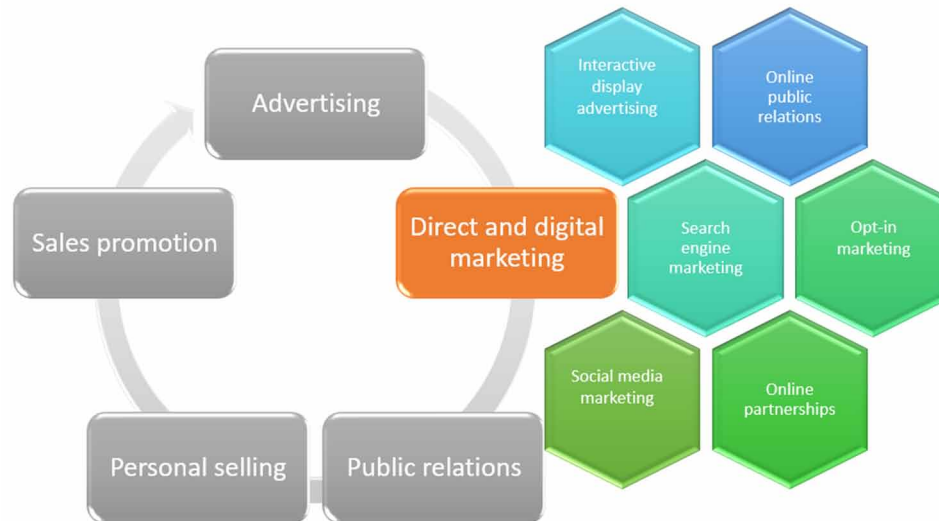 Advertising
Direct and digital
marketing
Public relations
Personal selling
Sales promotion
Interactive
display
advertising
Online
public
relations
Search
engine
marketing
Opt-in
marketing
Social media
marketing
Online
partnerships